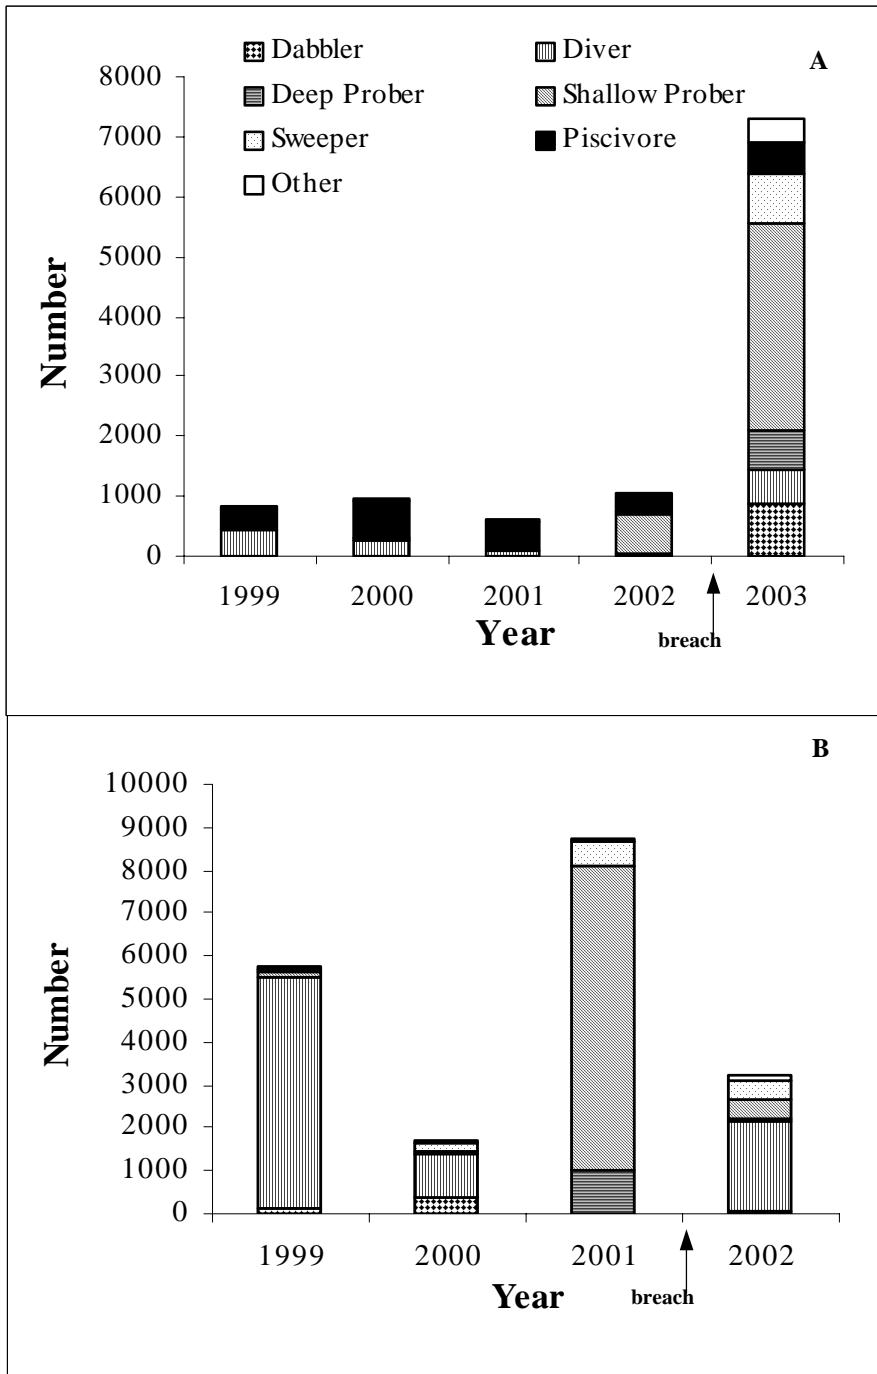 A
Dabbler Diver
Deep Prober Shallow Prober
Sweeper Piscivore
Other
8000
7000
6000
5000
4000
3000
2000
1000
0
Number
1999 2000 2001 2002 2003
Year
breach
B
10000
9000
8000
7000
6000
5000
4000
3000
2000
1000
0
Number
1999 2000 2001 2002
Year
breach